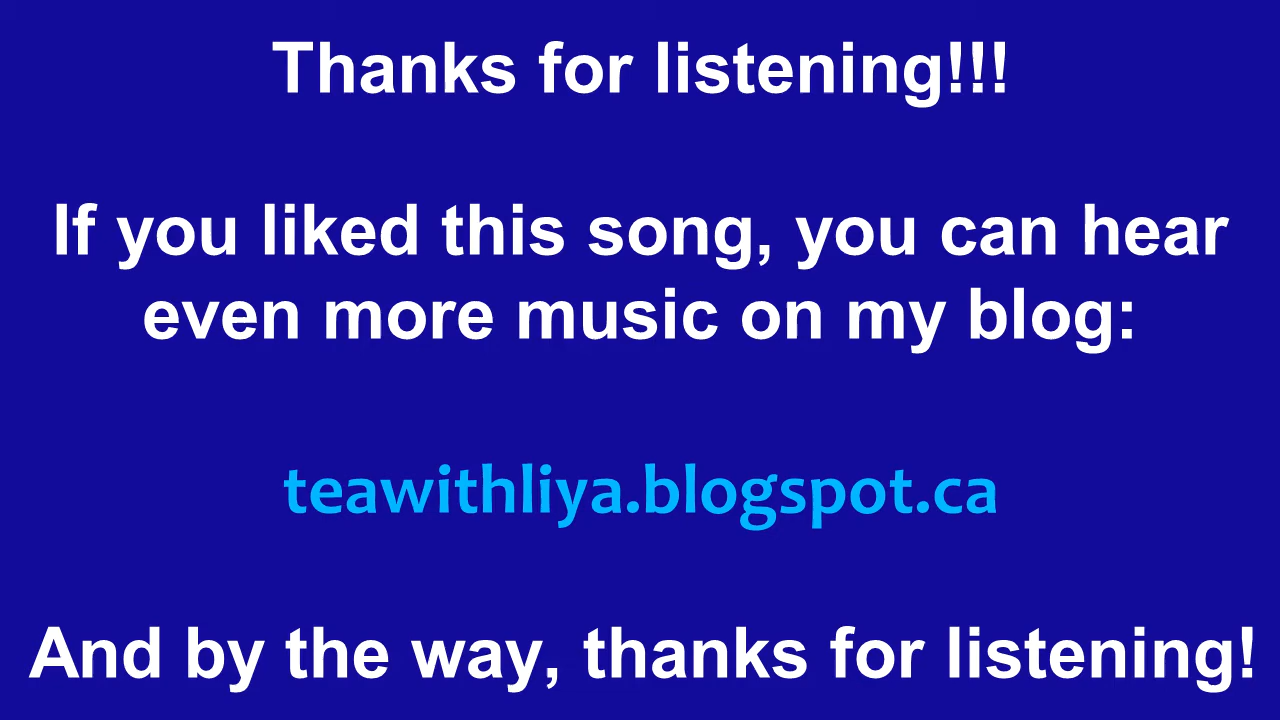 Thanks for listening!!!
If you liked this song, you can hear
even more music on my blog:
teawithliya.blogspot.ca
And by the way, thanks for listening!